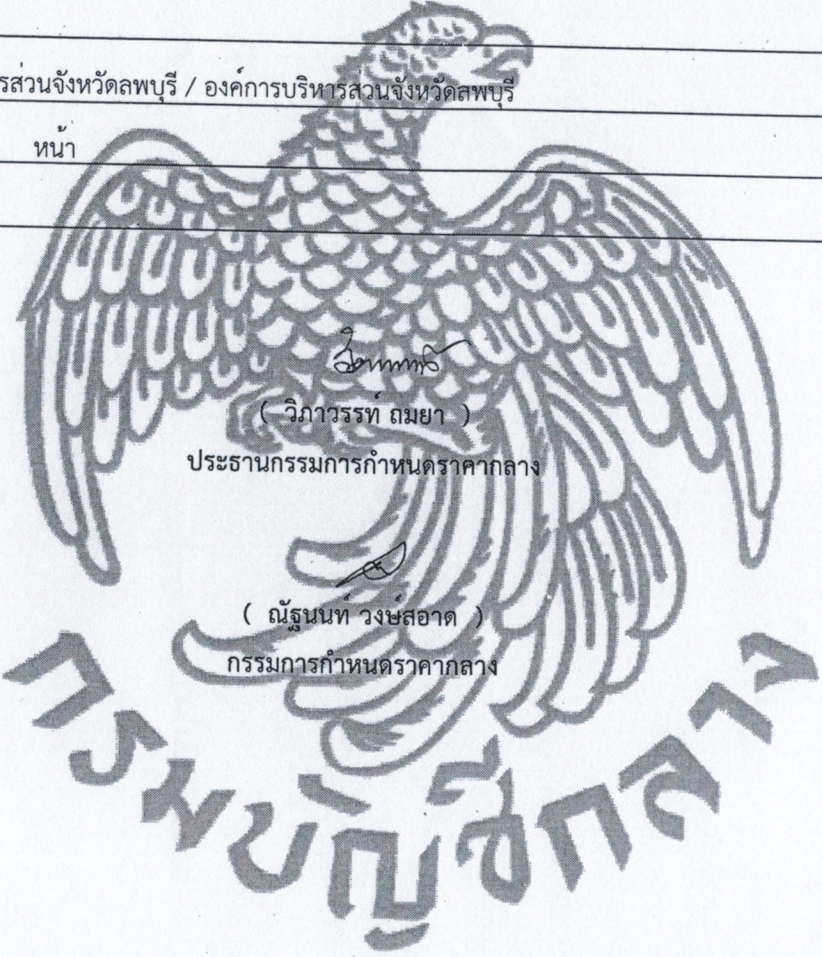 รส่วนจังหวัดลพบุรี / องค์การบริหารส่วนจังหวัดลพบุรี
หน้า
( วิภาวรรท์ ถมยา )
ประธานกรรมการกำหนดราคากลาง
( ณัฐนนท์ วงษ์สอาด )
กรรมการกำหนดราคากลาง
กรมบัญชีกลาง